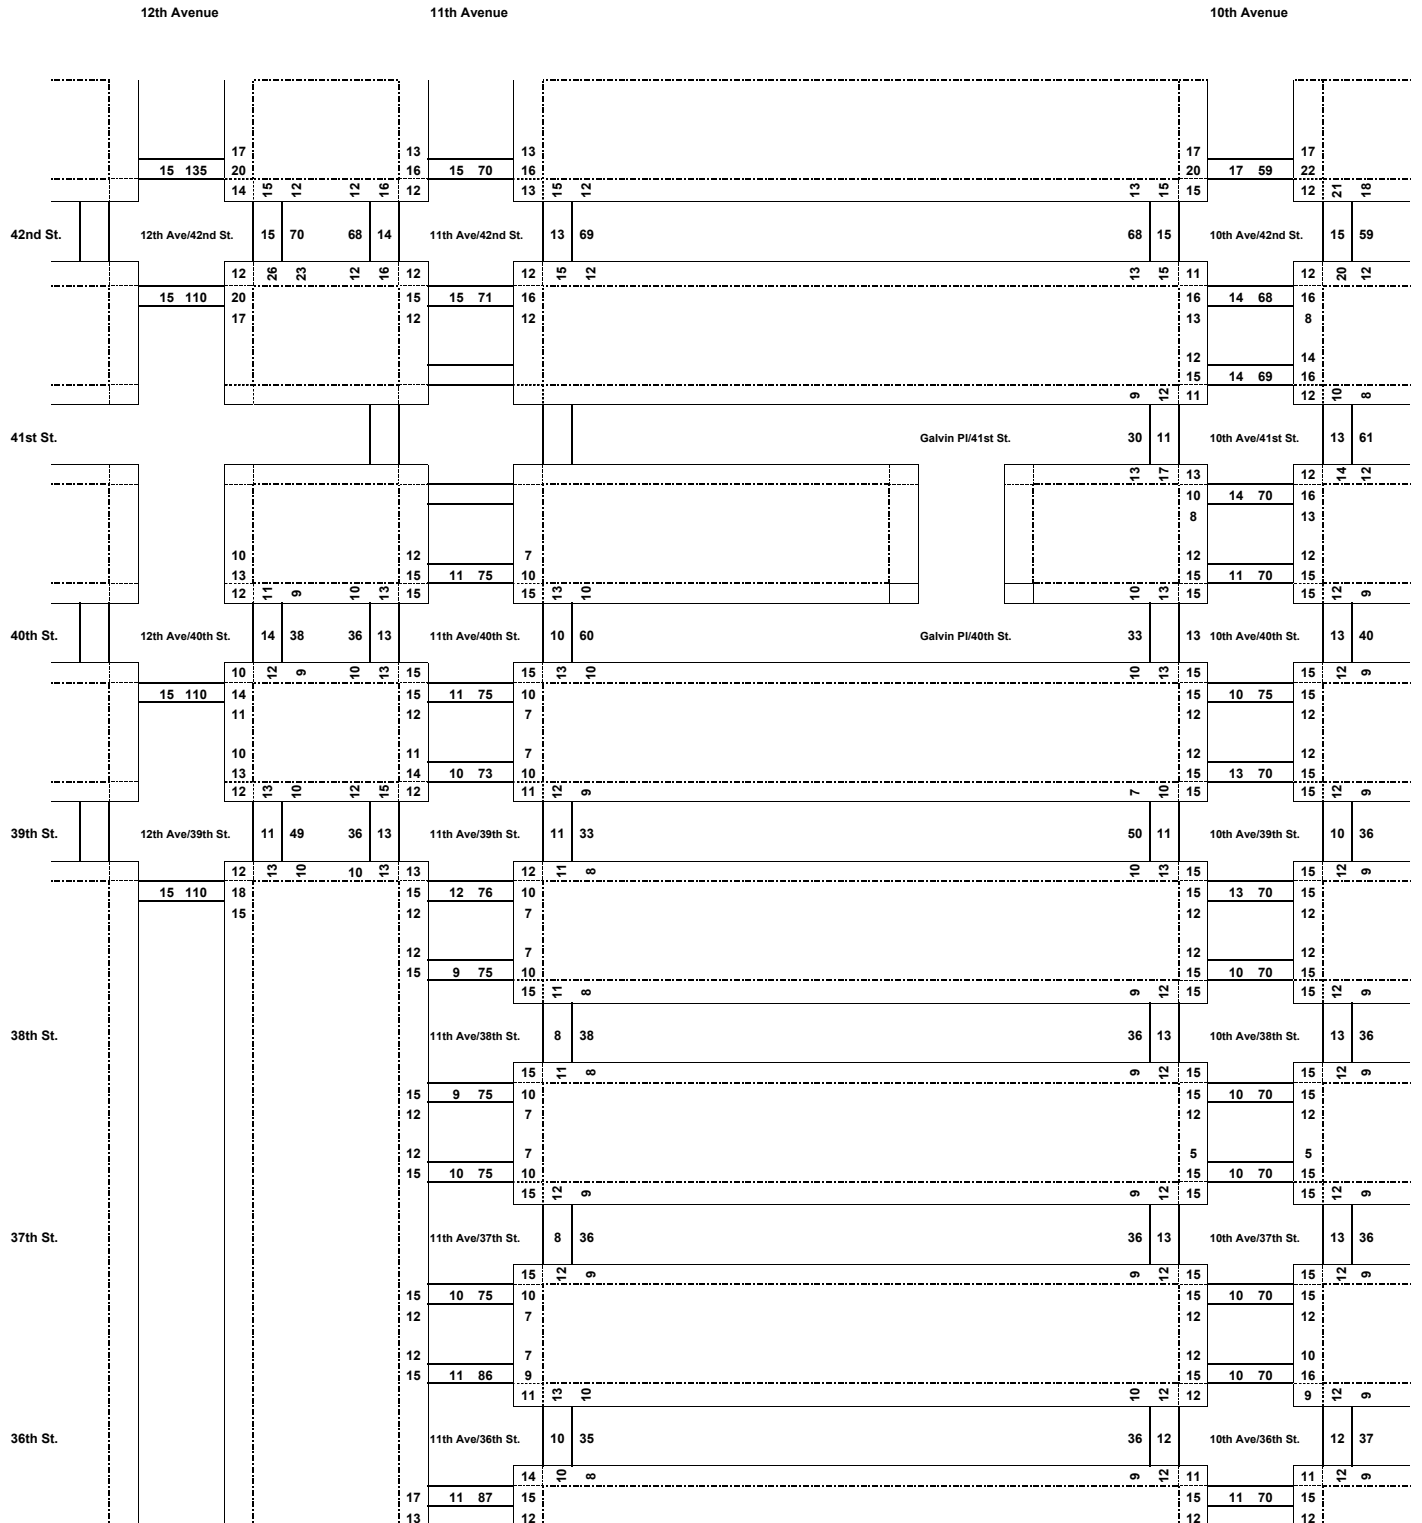 12th Avenue 11th Avenue 10th Avenue
17 13 13 17 17
15 135 20 16 15 70 16 20 17 59 22
14 15 12 12 16 12 13 15 12 13 15 15 12 21 18
42nd St. 12th Ave/42nd St. 15 70 68 14 11th Ave/42nd St. 13 69 68 15 10th Ave/42nd St. 15 59
12 26 23 12 16 12 12 15 12 13 15 11 12 20 12
15 110 20 15 15 71 16 16 14 68 16
17 12 12 13 8
12 14
15 14 69 16
9 12 11 12 10 8
41st St. Galvin Pl/41st St. 30 11 10th Ave/41st St. 13 61
13 17 13 12 14 12
10 14 70 16
8 13
10 12 7 12 12
13 15 11 75 10 15 11 70 15
12 11 9 10 13 15 15 13 10 10 13 15 15 12 9
40th St. 12th Ave/40th St. 14 38 36 13 11th Ave/40th St. 10 60 Galvin Pl/40th St. 33 13 10th Ave/40th St. 13 40
10 12 9 10 13 15 15 13 10 10 13 15 15 12 9
15 110 14 15 11 75 10 15 10 75 15
11 12 7 12 12
10 11 7 12 12
13 14 10 73 10 15 13 70 15
12 13 10 12 15 12 11 12 9 7 10 15 15 12 9
39th St. 12th Ave/39th St. 11 49 36 13 11th Ave/39th St. 11 33 50 11 10th Ave/39th St. 10 36
12 13 10 10 13 13 12 11 8 10 13 15 15 12 9
15 110 18 15 12 76 10 15 13 70 15
15 12 7 12 12
12 7 12 12
15 9 75 10 15 10 70 15
15 11 8 9 12 15 15 12 9
38th St. 11th Ave/38th St. 8 38 36 13 10th Ave/38th St. 13 36
15 11 8 9 12 15 15 12 9
15 9 75 10 15 10 70 15
12 7 12 12
12 7 5 5
15 10 75 10 15 10 70 15
15 12 9 9 12 15 15 12 9
37th St. 11th Ave/37th St. 8 36 36 13 10th Ave/37th St. 13 36
15 12 9 9 12 15 15 12 9
15 10 75 10 15 10 70 15
12 7 12 12
12 7 12 10
15 11 86 9 15 10 70 16
11 13 10 10 12 12 9 12 9
36th St. 11th Ave/36th St. 10 35 36 12 10th Ave/36th St. 12 37
14 10 8 9 12 11 11 12 9
17 11 87 15 15 11 70 15
13 12 12 12